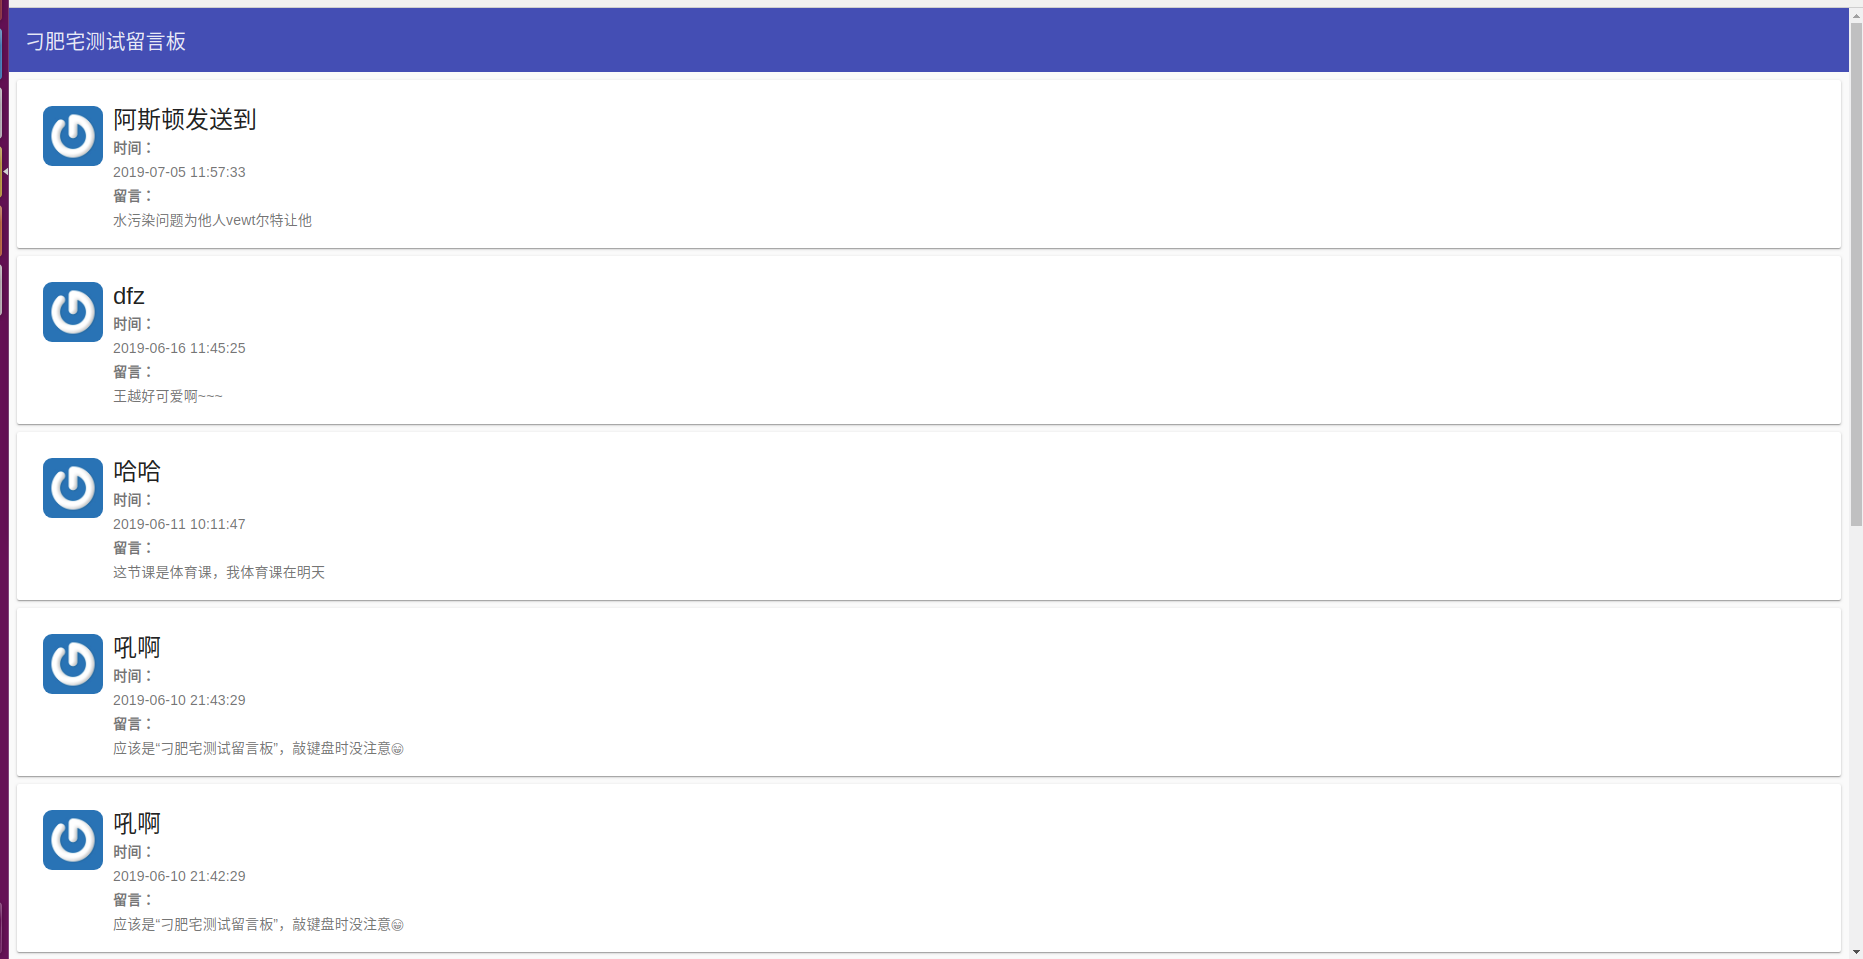 刁肥宅测试留言板
阿斯顿发送到
时间：
2019-07-05 11:57:33
留言：
水污染问题为他人vewt尔特让他
dfz
时间：
2019-06-16 11:45:25
留言：
王越好可爱啊~~~
哈哈
时间：
2019-06-11 10:11:47
留言：
这节课是体育课，我体育课在明天
吼啊
时间：
2019-06-10 21:43:29
留言：
应该是“刁肥宅测试留言板”，敲键盘时没注意😁
吼啊
时间：
2019-06-10 21:42:29
留言：
应该是“刁肥宅测试留言板”，敲键盘时没注意😁